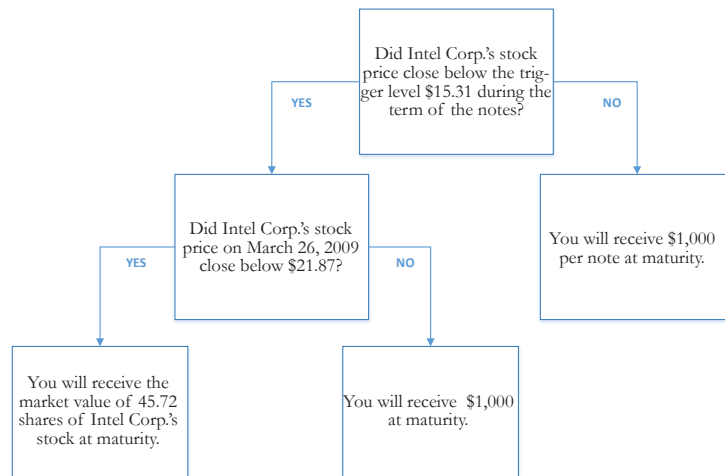 Did Intel Corp.'s stock
price close below the trig-
ger level $15.31 during the
term of the notes?
YES
NO
Did Intel Corp.'s stock
price on March 26, 2009
close below $21.87?
You will receive $1,000
per note at maturity.
YES
NO
You will receive the
market value of 45.72
shares of Intel Corp.'s
stock at maturity.
You will receive $1,000
at maturity.